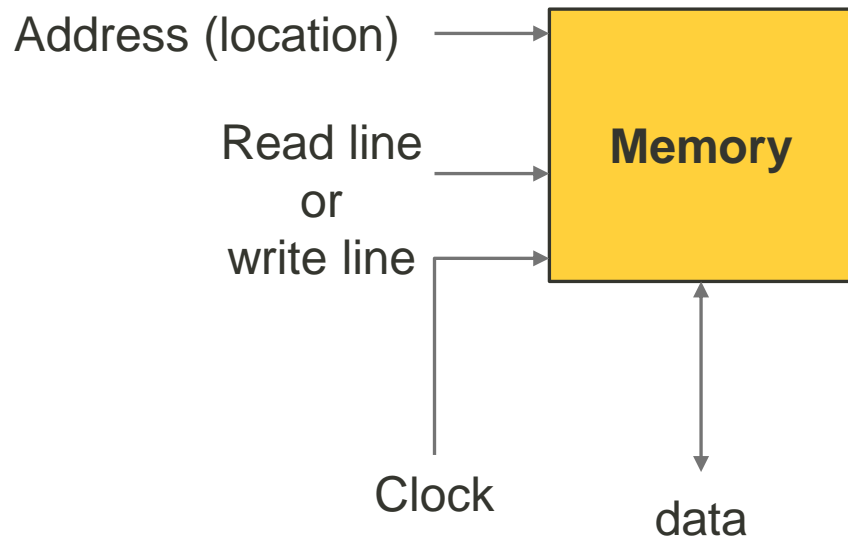 Address (location)
Memory
Read line
or
write line
Clock
data